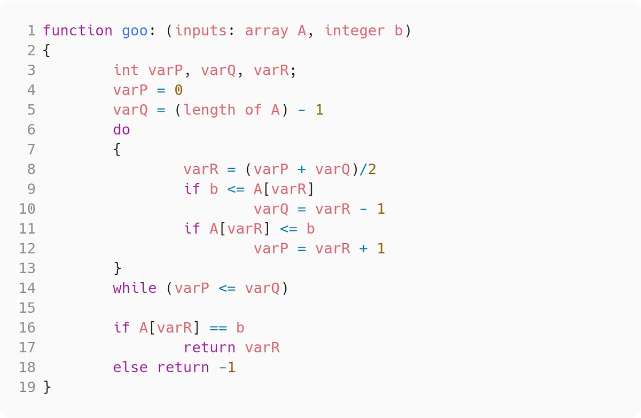 1 function goo: (inputs: array A, integer b)
2 {
3         int varP, varQ, varR;
4         varP = 0
5         varQ = (length of A) - 1
6         do
7         {
8                 varR = (varP + varQ)/2
9                 if b <= A[varR]
10                         varQ = varR - 1
11                 if A[varR] <= b
12                         varP = varR + 1
13         }
14         while (varP <= varQ)
15
16         if A[varR] == b
17                 return varR
18         else return -1
19 }